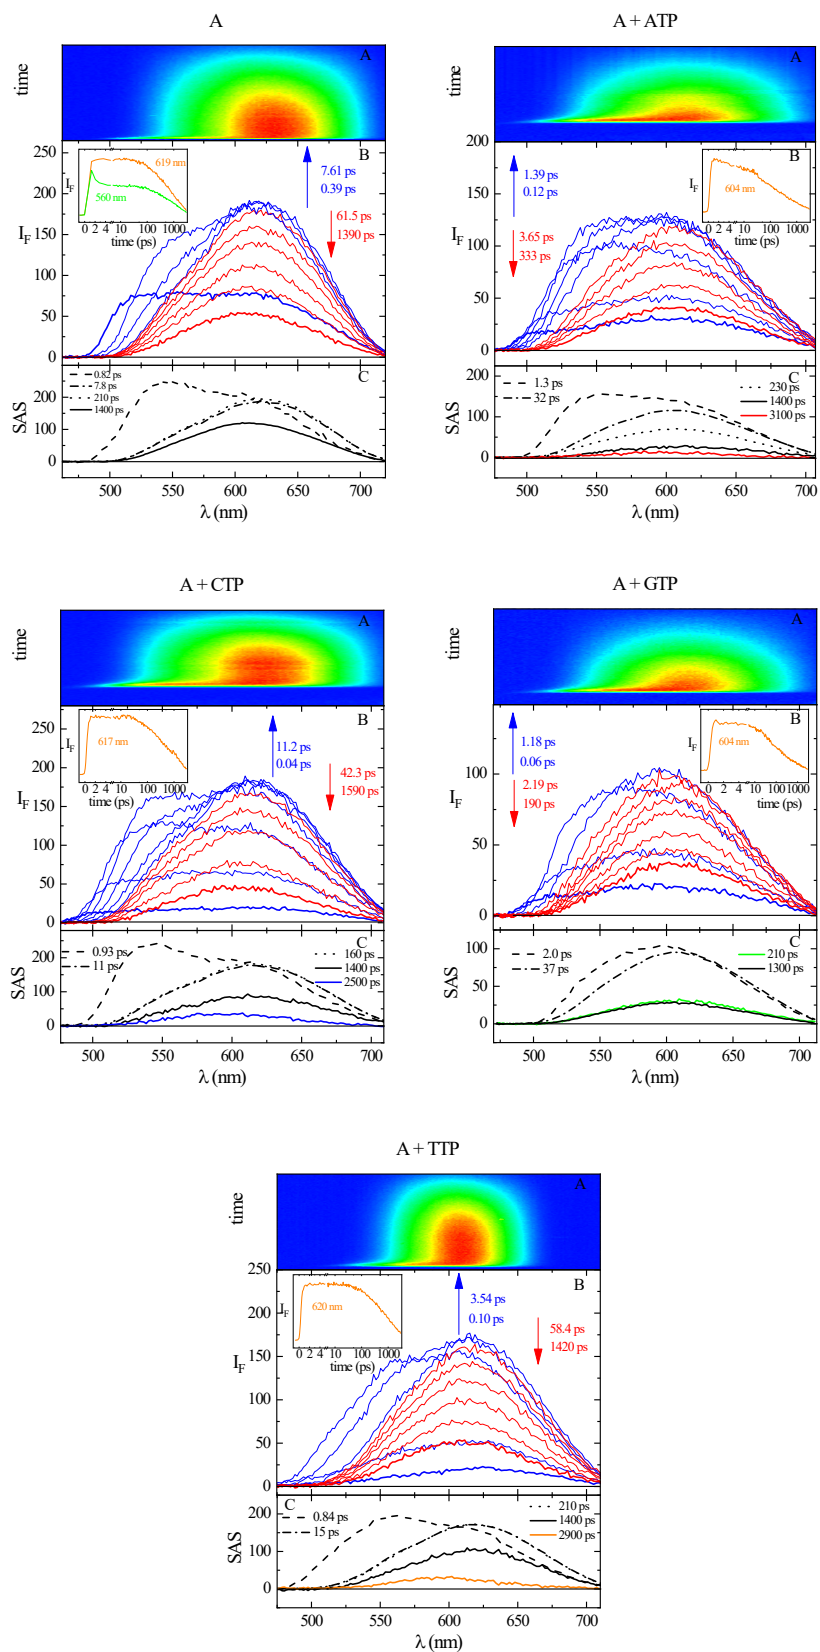 A
A
time
250
200
150
100
50
0
I_F
B
I_F
619 nm
560 nm
0 2 4 10 100 1000
time (ps)
7.61 ps
0.39 ps
61.5 ps
1390 ps
C
0.82 ps
7.8 ps
210 ps
1400 ps
SAS
200
100
0
500 550 600 650 700
λ (nm)
A + ATP
A
time
200
150
100
50
0
I_F
B
1.39 ps
0.12 ps
3.65 ps
333 ps
I_F
604 nm
0 2 4 10 100 1000
time (ps)
C
1.3 ps
32 ps
230 ps
1400 ps
3100 ps
SAS
200
100
0
500 550 600 650 700
λ (nm)
A + CTP
A
time
250
200
150
100
50
0
I_F
B
I_F
617 nm
0 2 4 10 100 1000
time (ps)
11.2 ps
0.04 ps
42.3 ps
1590 ps
C
0.93 ps
11 ps
160 ps
1400 ps
2500 ps
SAS
200
100
0
500 550 600 650 700
λ (nm)
A + GTP
A
time
100
50
0
I_F
B
1.18 ps
0.06 ps
2.19 ps
190 ps
I_F
604 nm
0 2 4 10 100 1000
time (ps)
C
2.0 ps
37 ps
210 ps
1300 ps
SAS
100
50
0
500 550 600 650 700
λ (nm)
A + TTP
A
time
250
200
150
100
50
0
I_F
B
I_F
620 nm
0 2 4 10 100 1000
time (ps)
3.54 ps
0.10 ps
58.4 ps
1420 ps
C
0.84 ps
15 ps
210 ps
1400 ps
2900 ps
SAS
200
100
0
500 550 600 650 700
λ (nm)